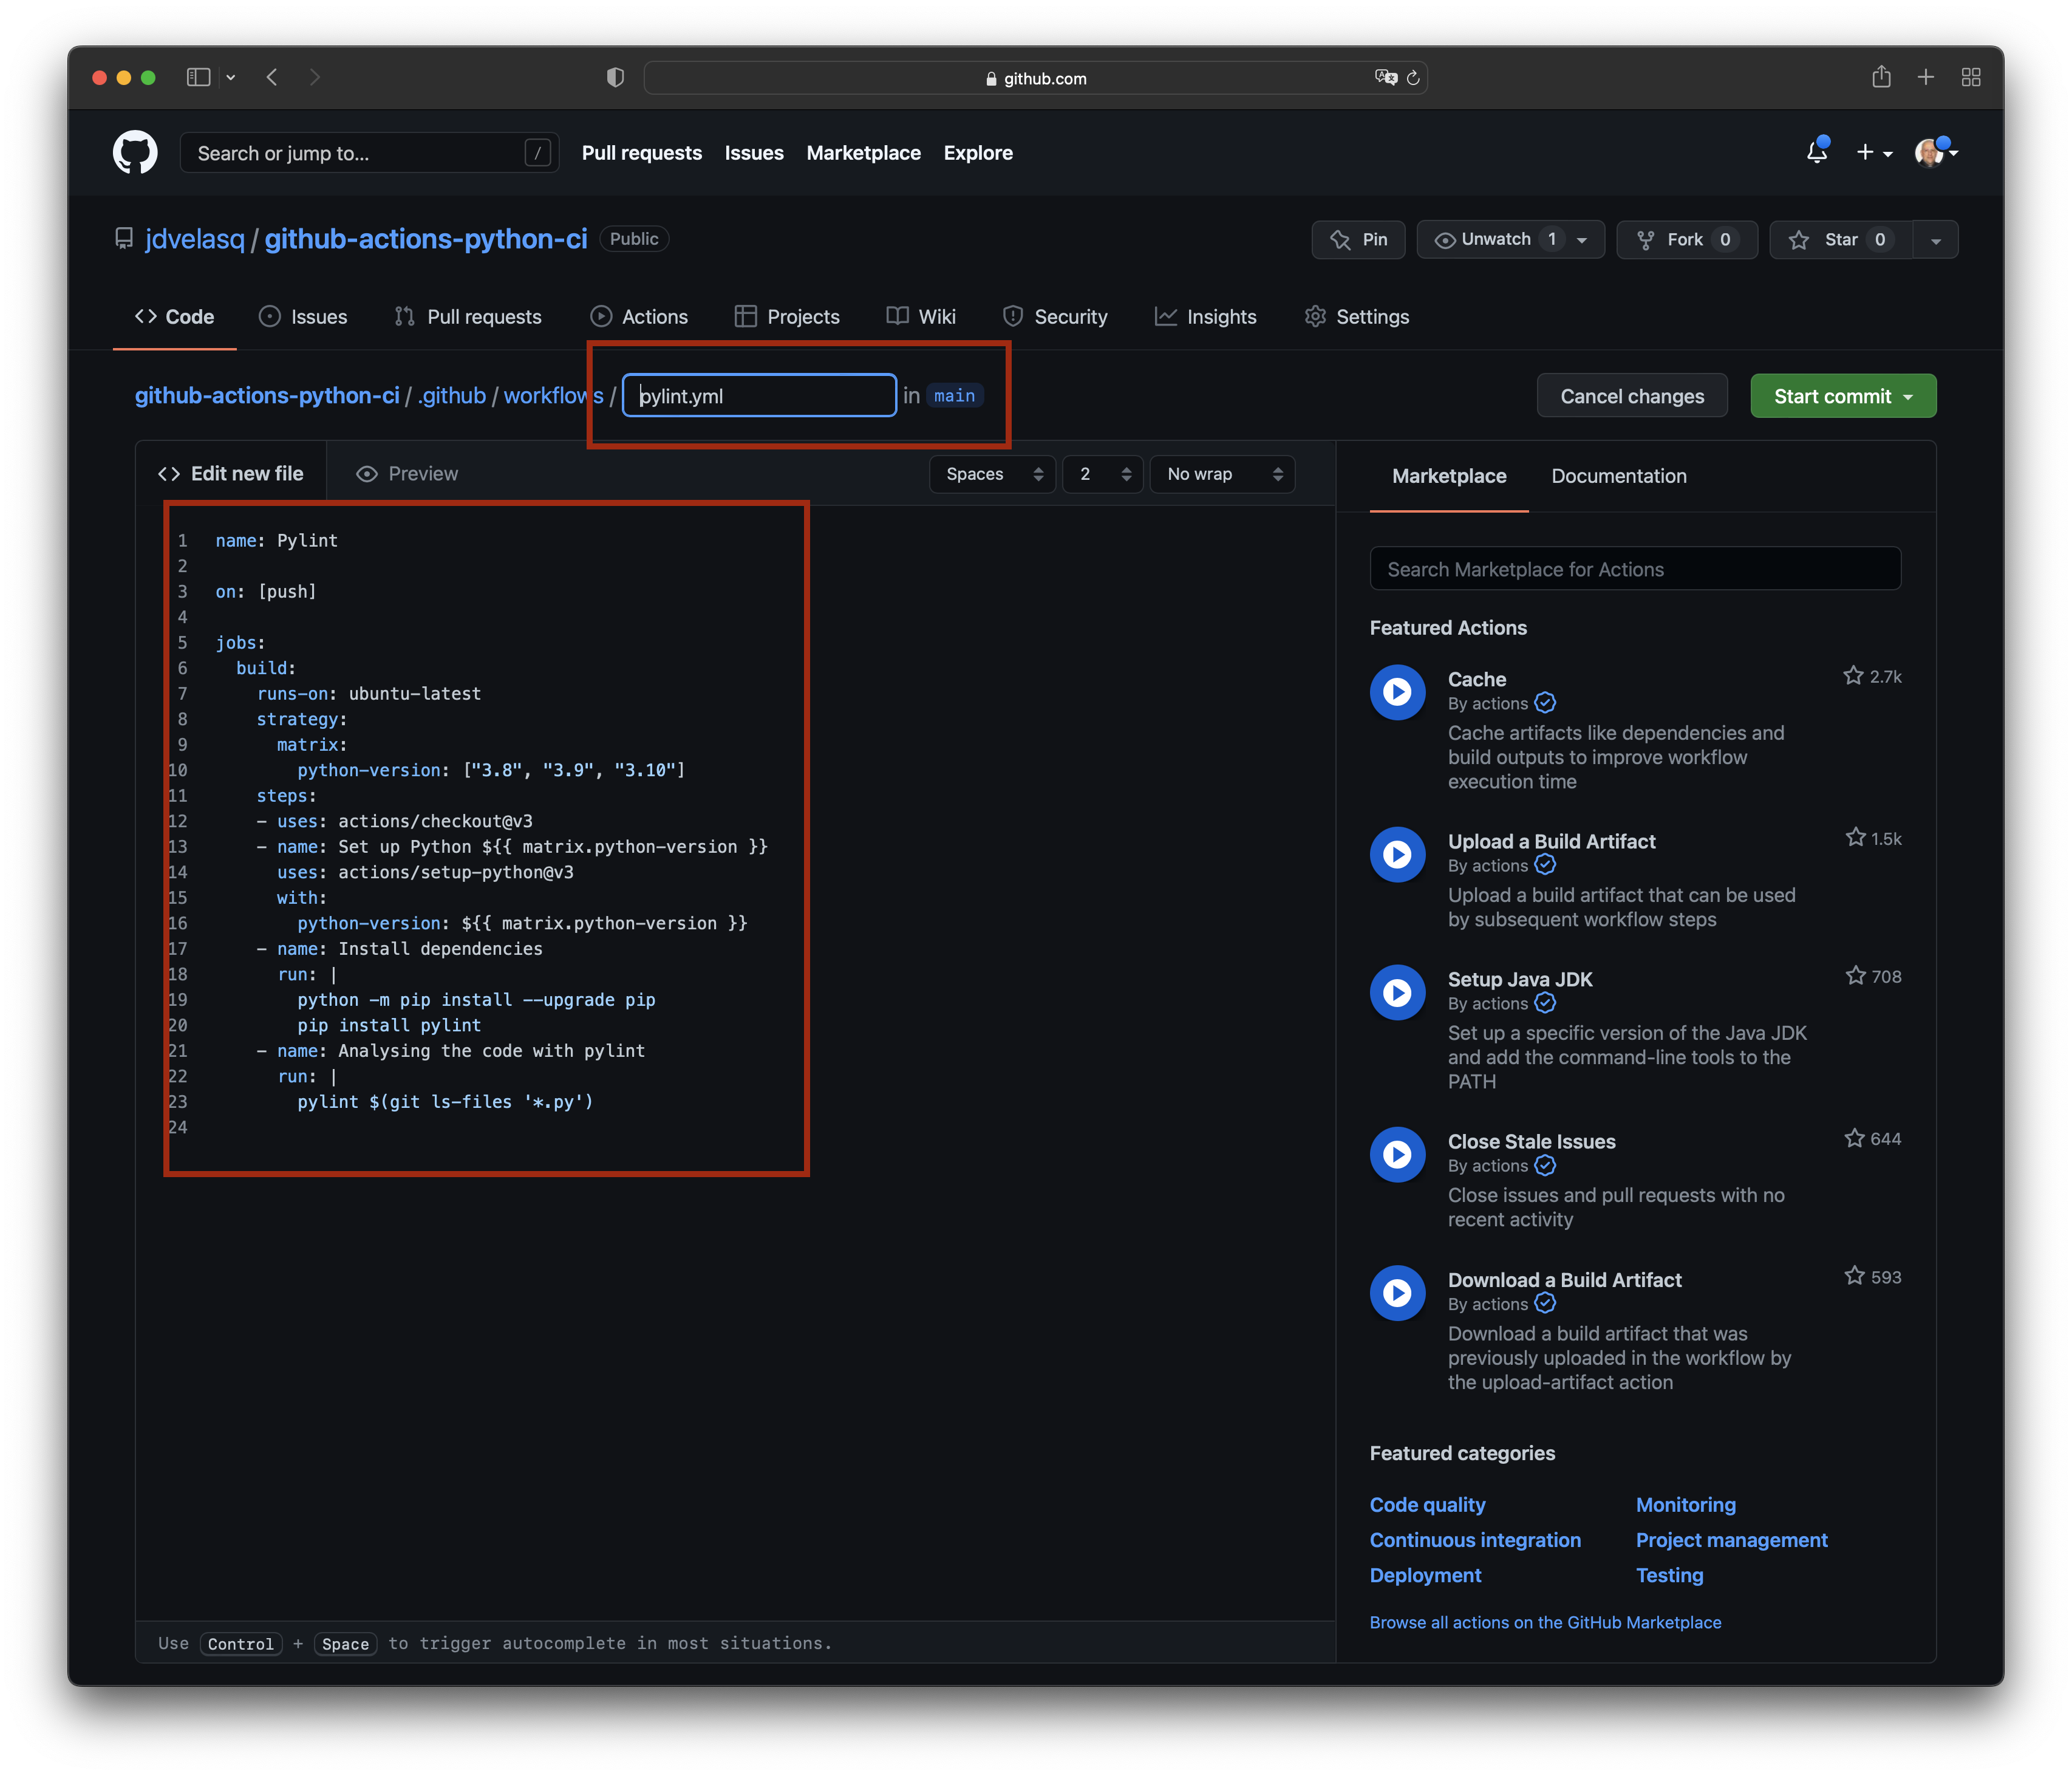 github.com
Search or jump to... /
Pull requests Issues Marketplace Explore
jdvelasq / github-actions-python-ci Public
Pin Unwatch 1 Fork 0 Star 0
Code Issues Pull requests Actions Projects Wiki Security Insights Settings
github-actions-python-ci / .github / workflows / pylint.yml in main
Cancel changes Start commit
Edit new file Preview Spaces 2 No wrap
1 name: Pylint
2
3 on: [push]
4
5 jobs:
6 build:
7 runs-on: ubuntu-latest
8 strategy:
9 matrix:
10 python-version: ["3.8", "3.9", "3.10"]
11 steps:
12 - uses: actions/checkout@v3
13 - name: Set up Python ${{ matrix.python-version }}
14 uses: actions/setup-python@v3
15 with:
16 python-version: ${{ matrix.python-version }}
17 - name: Install dependencies
18 run: |
19 python -m pip install --upgrade pip
20 pip install pylint
21 - name: Analysing the code with pylint
22 run: |
23 pylint $(git ls-files '*.py')
24
Use Control + Space to trigger autocomplete in most situations.
Marketplace Documentation
Search Marketplace for Actions
Featured Actions
Cache 2.7k
By actions
Cache artifacts like dependencies and
build outputs to improve workflow
execution time
Upload a Build Artifact 1.5k
By actions
Upload a build artifact that can be used
by subsequent workflow steps
Setup Java JDK 708
By actions
Set up a specific version of the Java JDK
and add the command-line tools to the
PATH
Close Stale Issues 644
By actions
Close issues and pull requests with no
recent activity
Download a Build Artifact 593
By actions
Download a build artifact that was
previously uploaded in the workflow by
the upload-artifact action
Featured categories
Code quality Monitoring
Continuous integration Project management
Deployment Testing
Browse all actions on the GitHub Marketplace